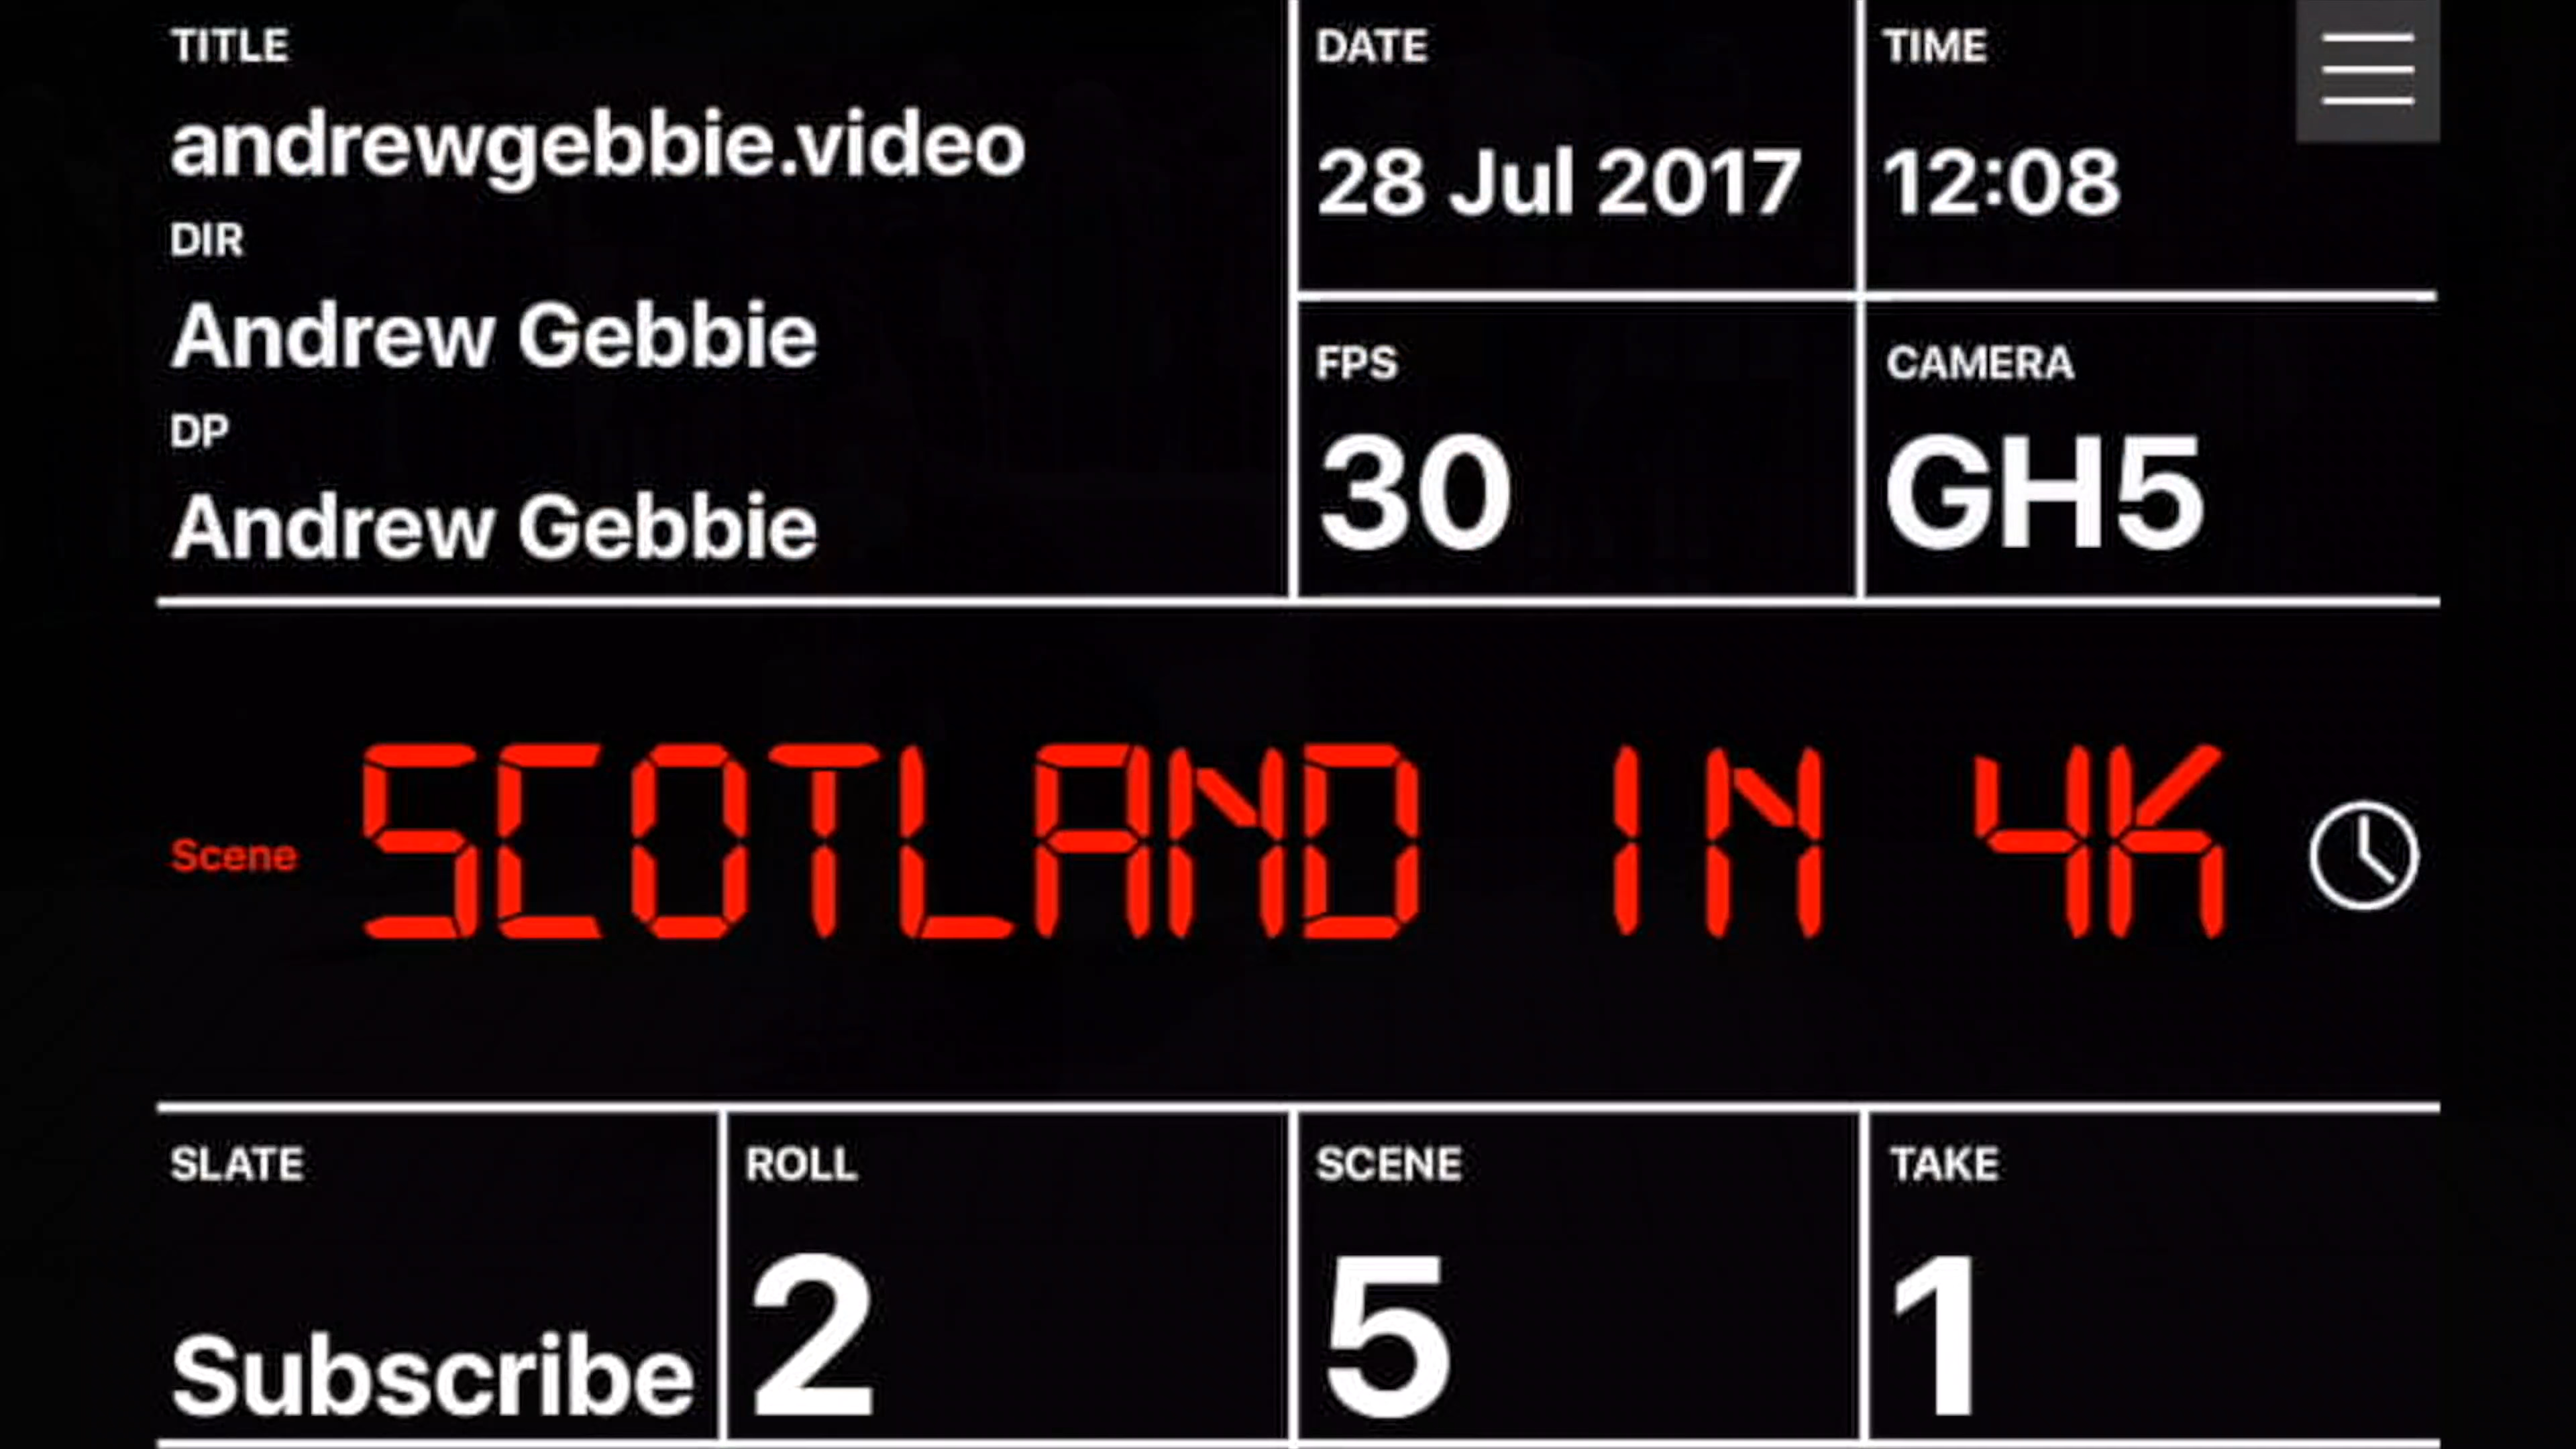 TITLE
andrewgebbie.video
DIR
Andrew Gebbie
DP
Andrew Gebbie
DATE
28 Jul 2017
TIME
12:08
FPS
30
CAMERA
GH5
Scene
SCOTLAND IN 4K
SLATE
Subscribe
ROLL
2
SCENE
5
TAKE
1